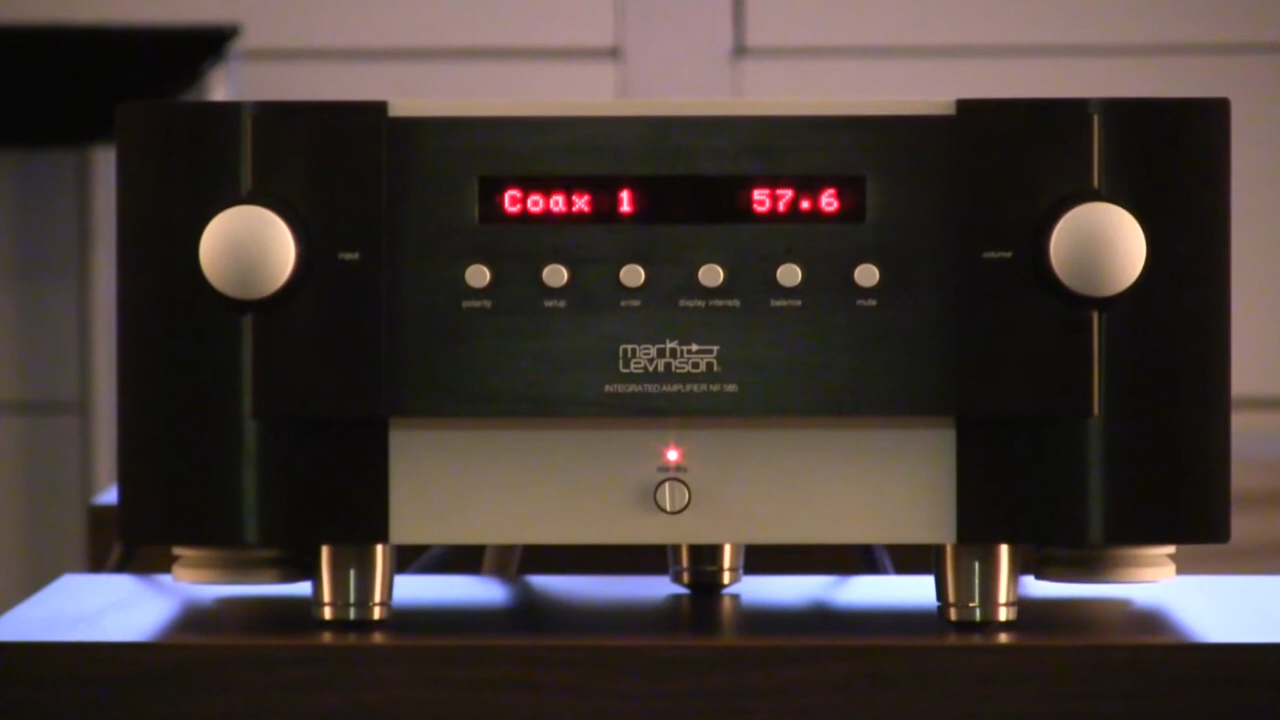 Coax 1 57.6
input volume
polarity setup enter display intensity balance mute
mark
Levinson®
INTEGRATED AMPLIFIER Nº 585
standby